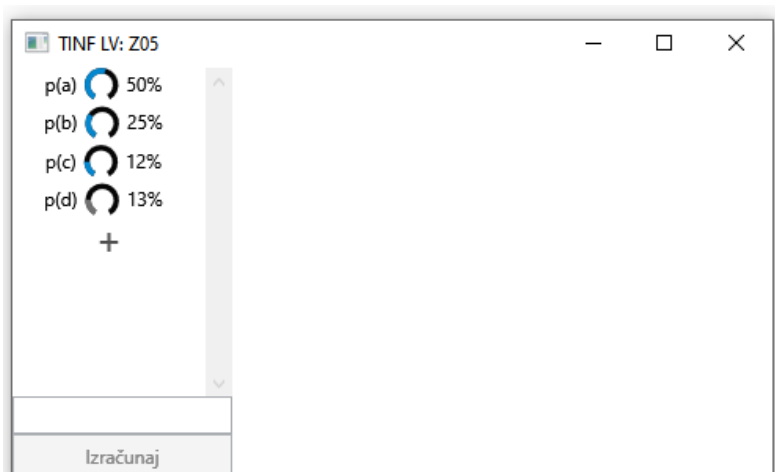 TINF LV: Z05
p(a) 50%
p(b) 25%
p(c) 12%
p(d) 13%
+
Izračunaj